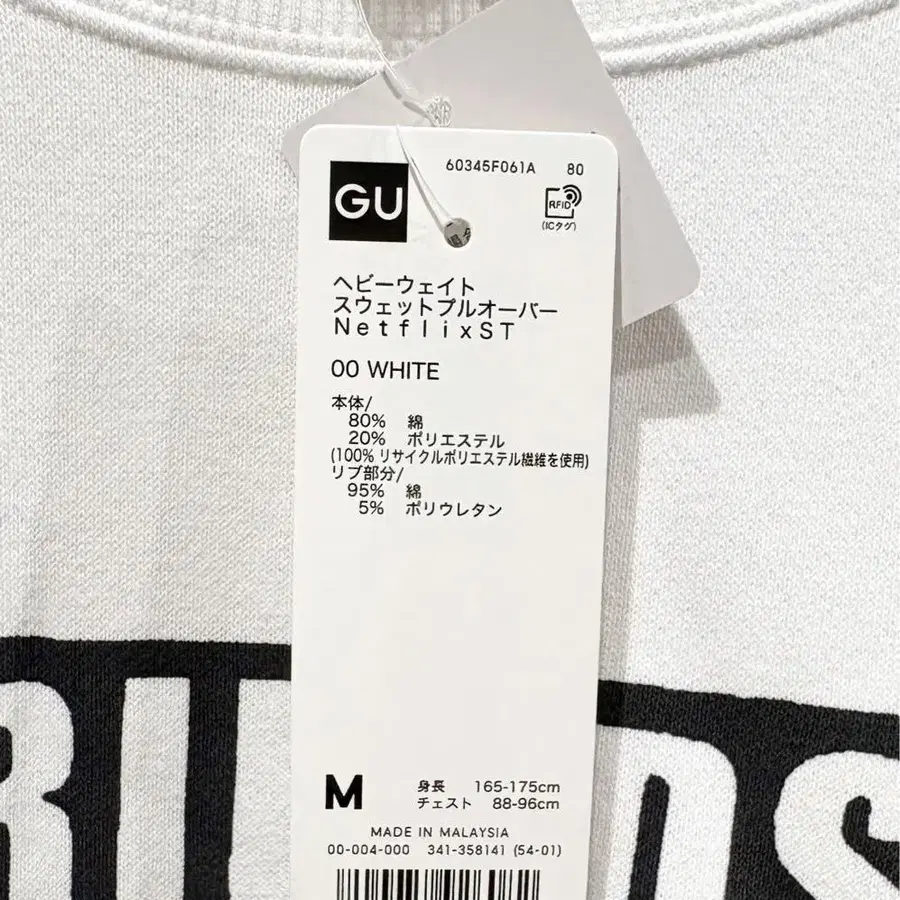 60345F061A 80
GU
RFID
(ICタグ)
ヘビーウェイト
スウェットプルオーバー
NetflixST
00 WHITE
本体/
80% 綿
20% ポリエステル
(100% リサイクルポリエステル繊維を使用)
リブ部分/
95% 綿
5% ポリウレタン
M
身長 165-175cm
チェスト 88-96cm
MADE IN MALAYSIA
00-004-000 341-358141 (54-01)